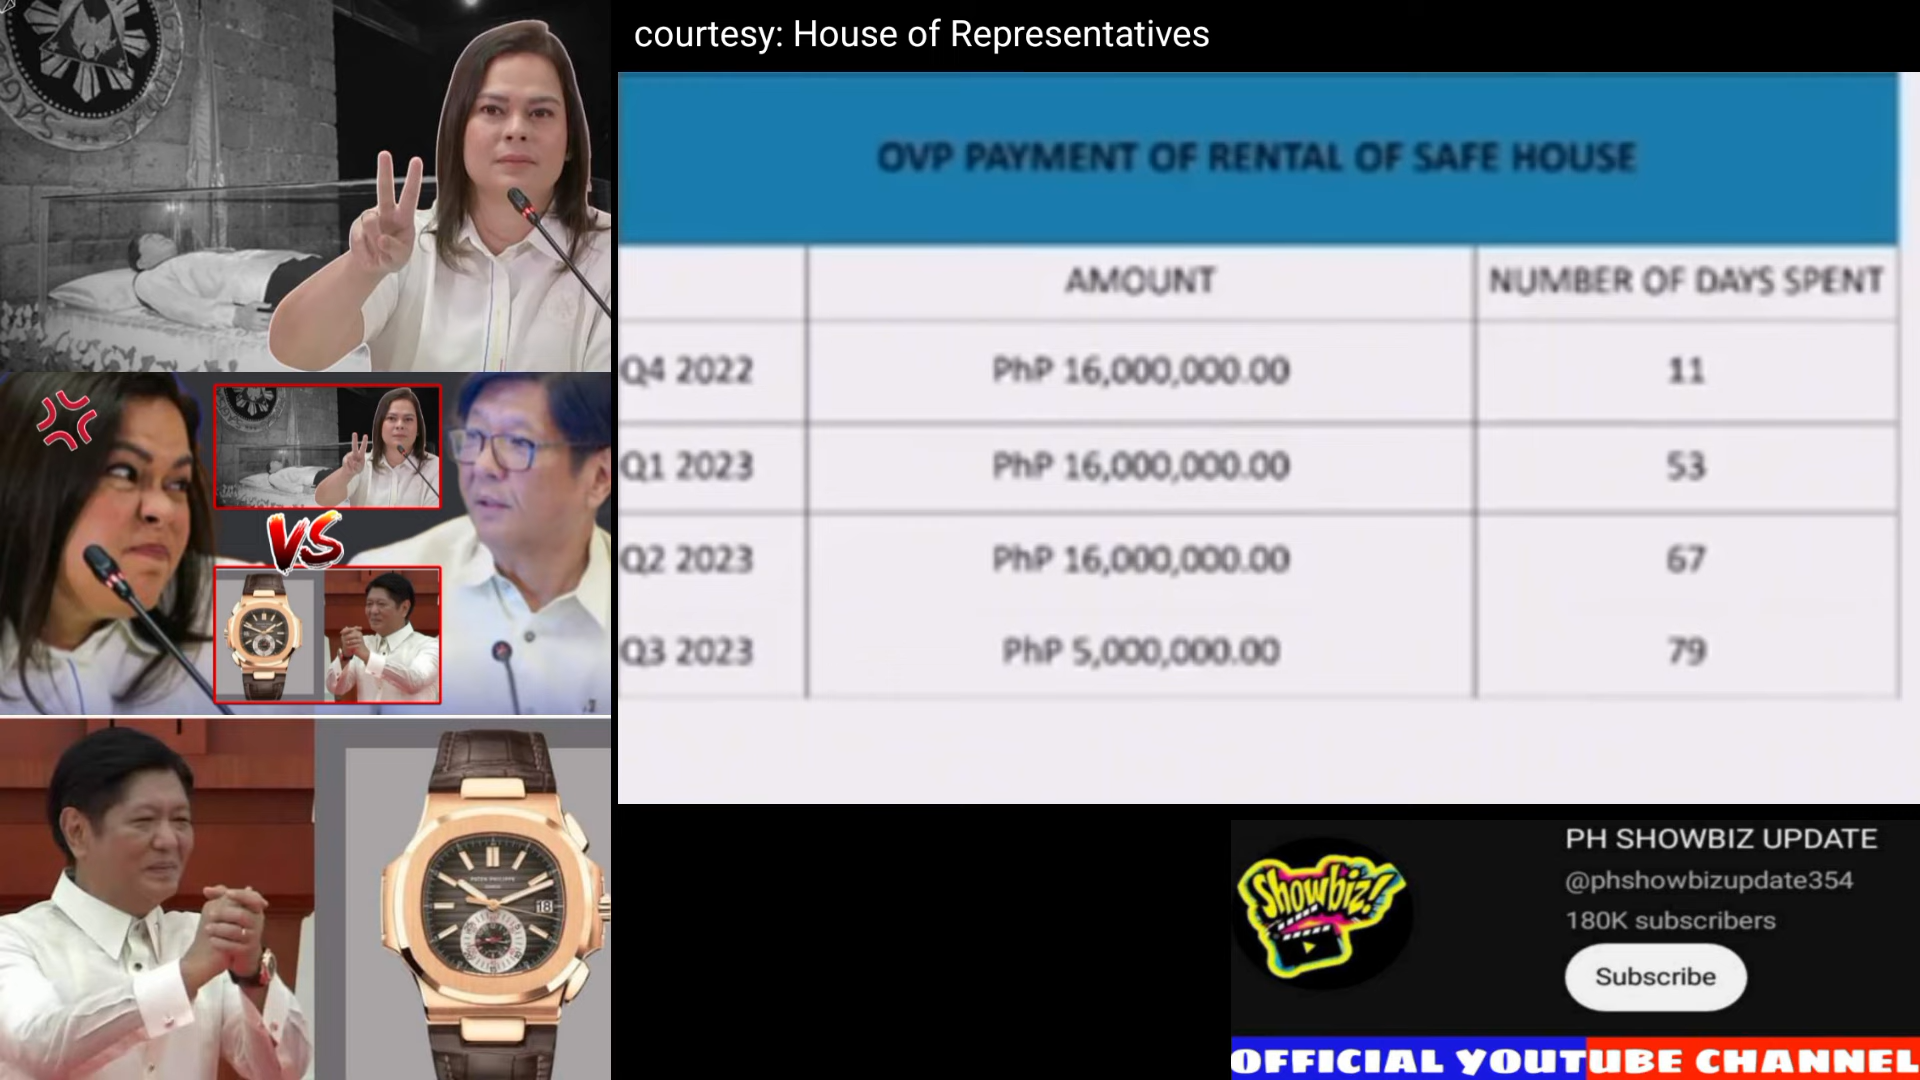 courtesy: House of Representatives
OVP PAYMENT OF RENTAL OF SAFE HOUSE
AMOUNT NUMBER OF DAYS SPENT
Q4 2022 PhP 16,000,000.00 11
Q1 2023 PhP 16,000,000.00 53
Q2 2023 PhP 16,000,000.00 67
Q3 2023 PhP 5,000,000.00 79
VS
PATEK PHILIPPE
18
Showbiz!
PH SHOWBIZ UPDATE
@phshowbizupdate354
180K subscribers
Subscribe
OFFICIAL YOUTUBE CHANNEL